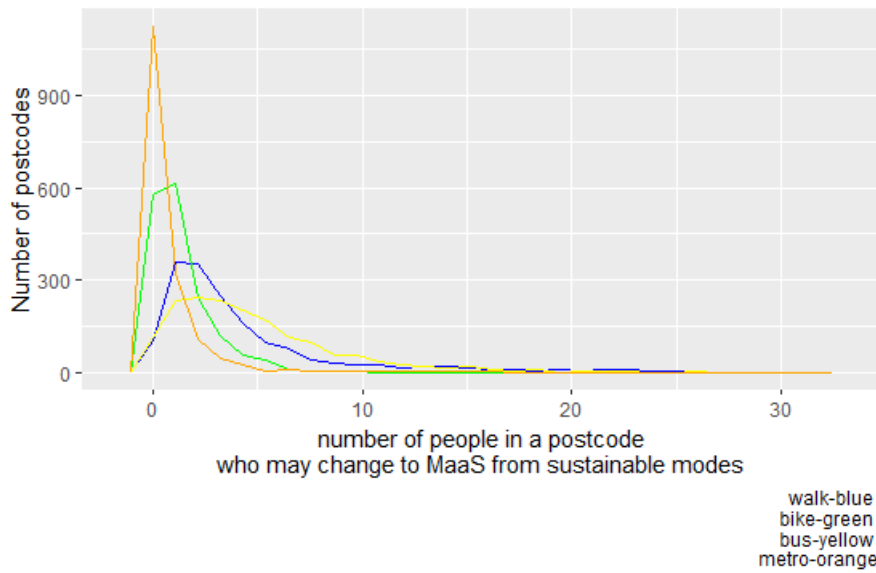 Number of postcodes
900
600
300
0
0
10
20
30
number of people in a postcode
who may change to MaaS from sustainable modes
walk-blue
bike-green
bus-yellow
metro-orange